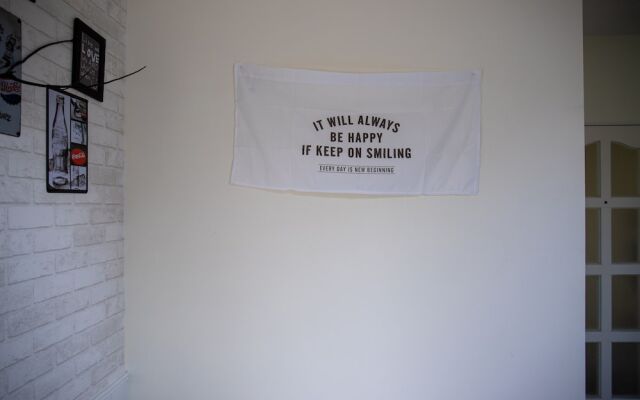 IT WILL ALWAYS
BE HAPPY
IF KEEP ON SMILING
EVERY DAY IS NEW BEGINNING